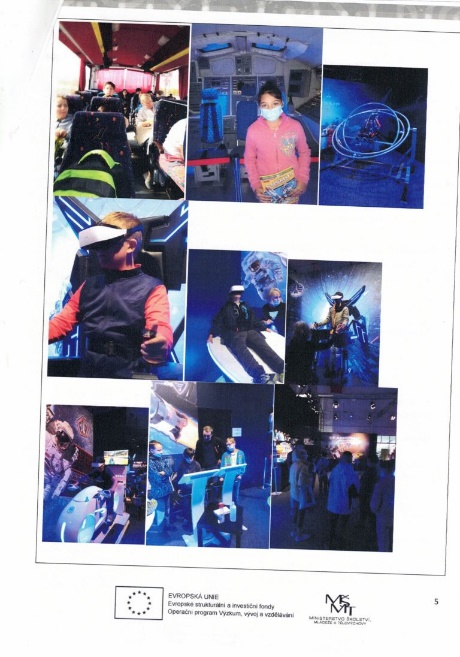 EVROPSKÁ UNIE
Evropské strukturální a investiční fondy
Operační program Výzkum, vývoj a vzdělávání
MINISTERSTVO ŠKOLSTVÍ,
MLÁDEŽE A TĚLOVÝCHOVY
5